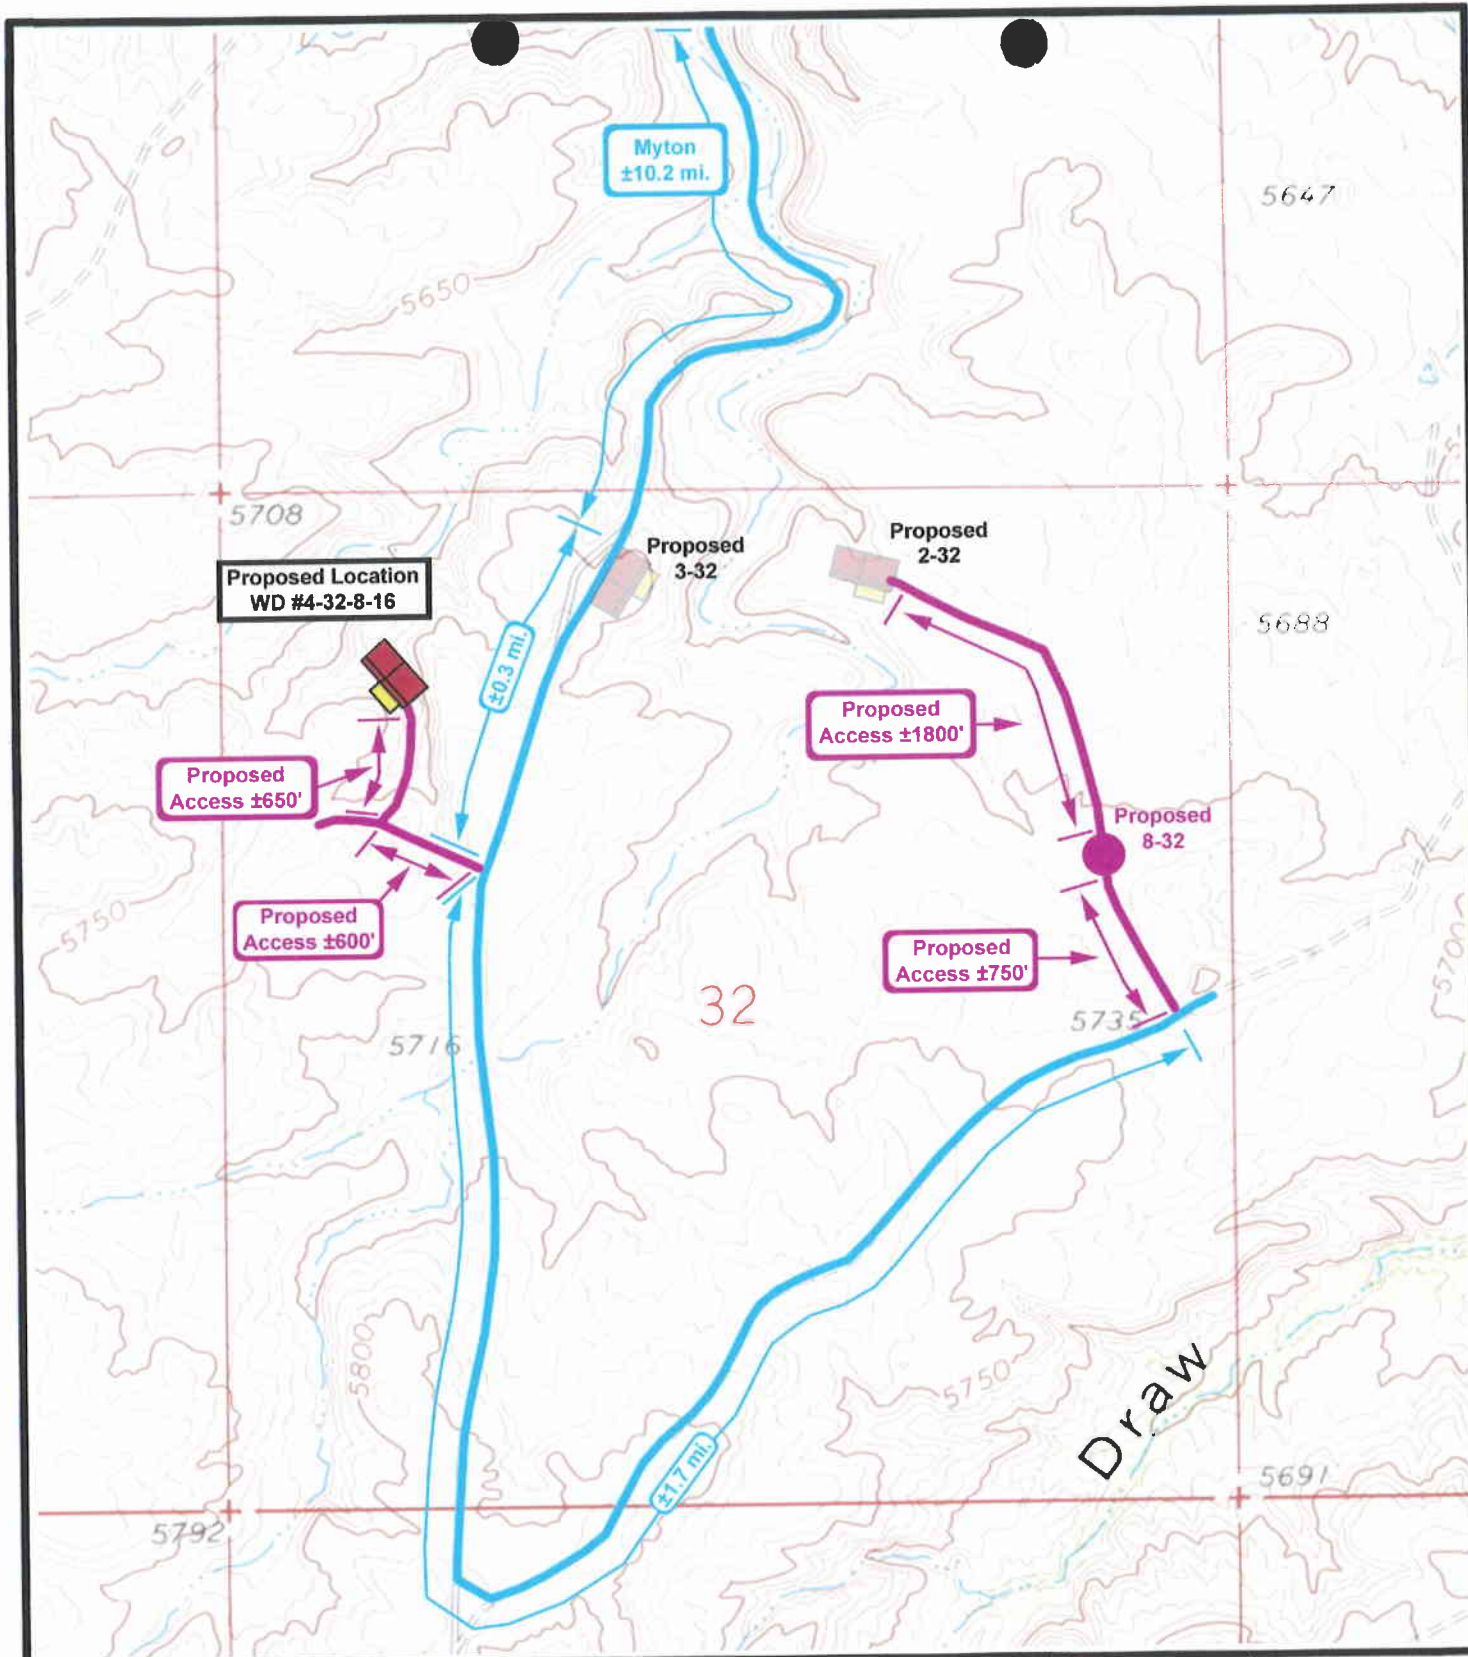 Myton
±10.2 mi.
5647
5650
5708
Proposed
3-32
Proposed
2-32
Proposed Location
WD #4-32-8-16
5688
±0.3 mi.
Proposed
Access ±1800'
Proposed
Access ±650'
Proposed
8-32
5750
Proposed
Access ±600'
Proposed
Access ±750'
5700
32
5735
5716
5800
5750
Draw
±1.7 mi.
5691
5792